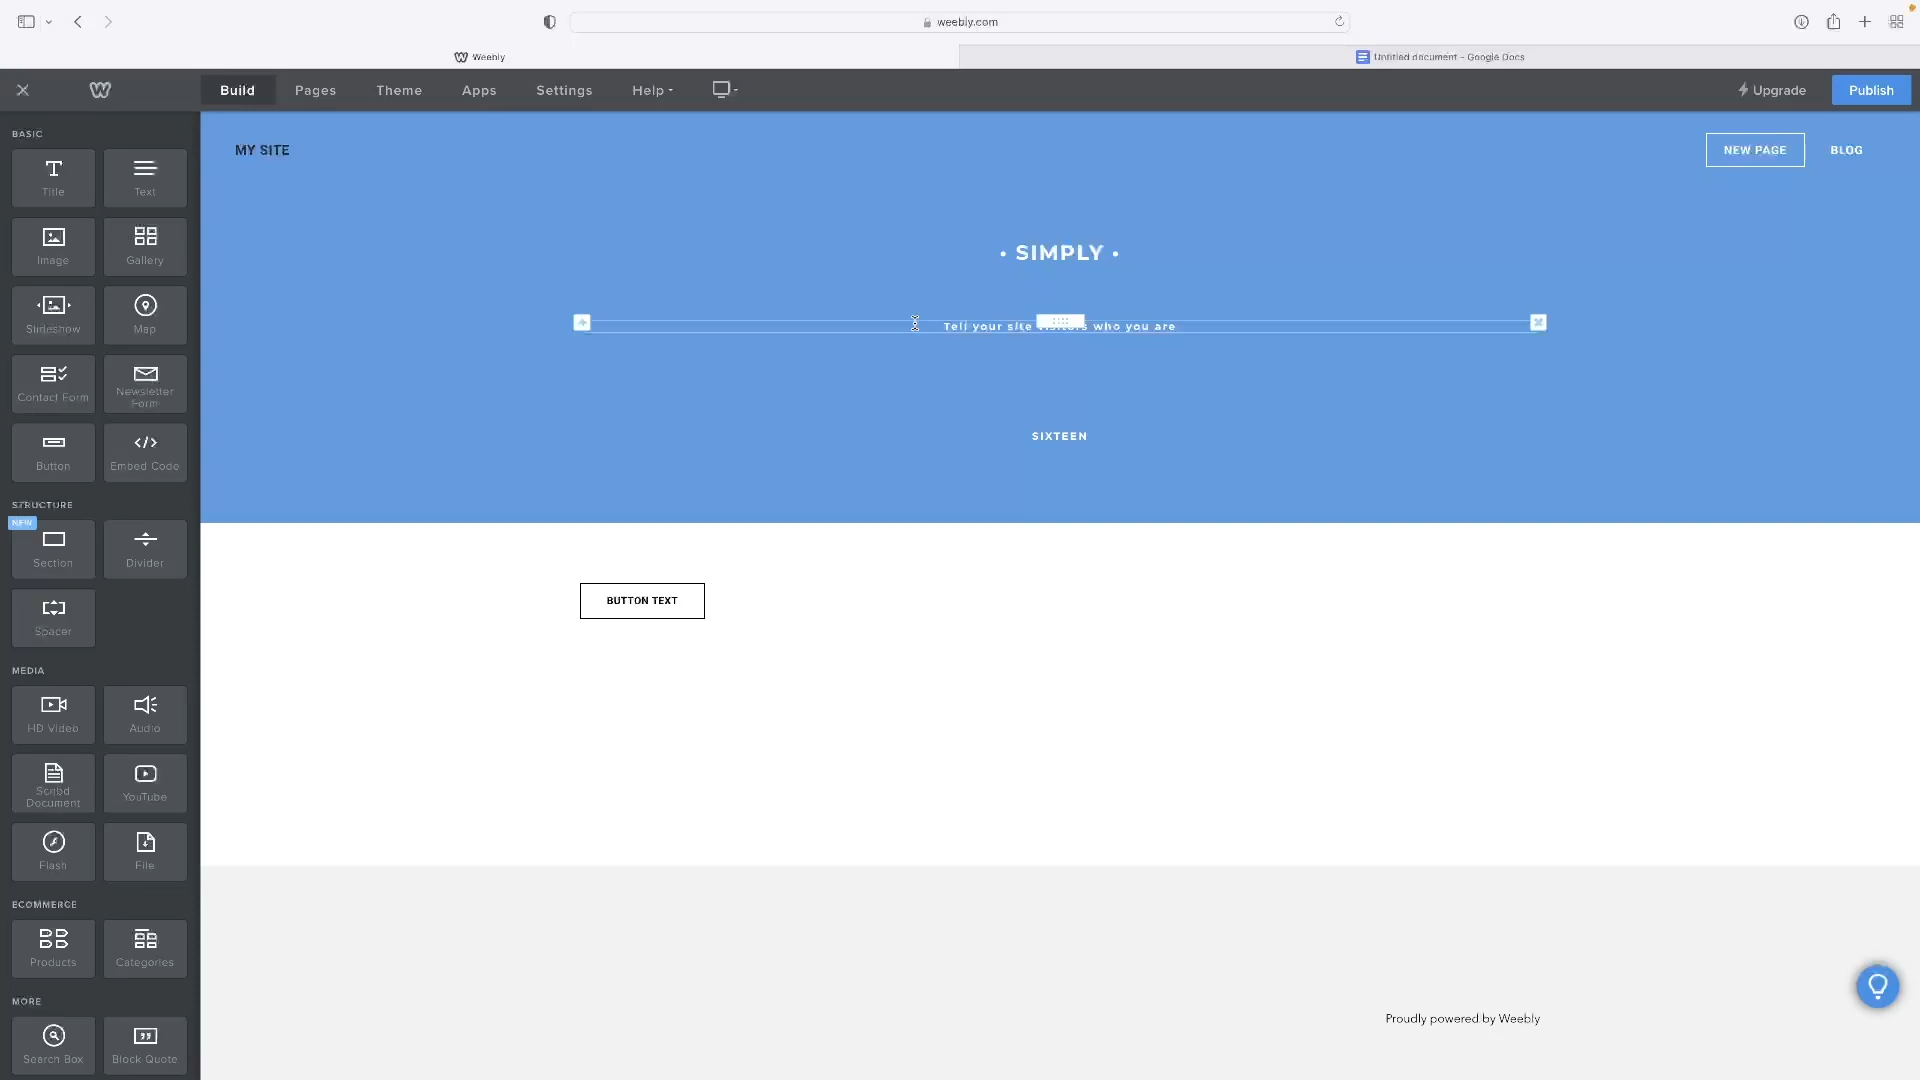 weebly.com
Weebly
Untitled document – Google Docs
Build
Pages
Theme
Apps
Settings
Help
Upgrade
Publish
BASIC
Title
Text
Image
Gallery
Slideshow
Map
Contact Form
Newsletter
Form
Button
Embed Code
STRUCTURE
NEW
Section
Divider
Spacer
MEDIA
HD Video
Audio
Scribd
Document
YouTube
Flash
File
ECOMMERCE
Products
Categories
MORE
Search Box
Block Quote
MY SITE
NEW PAGE
BLOG
• SIMPLY •
Tell your site visitors who you are
SIXTEEN
BUTTON TEXT
Proudly powered by Weebly